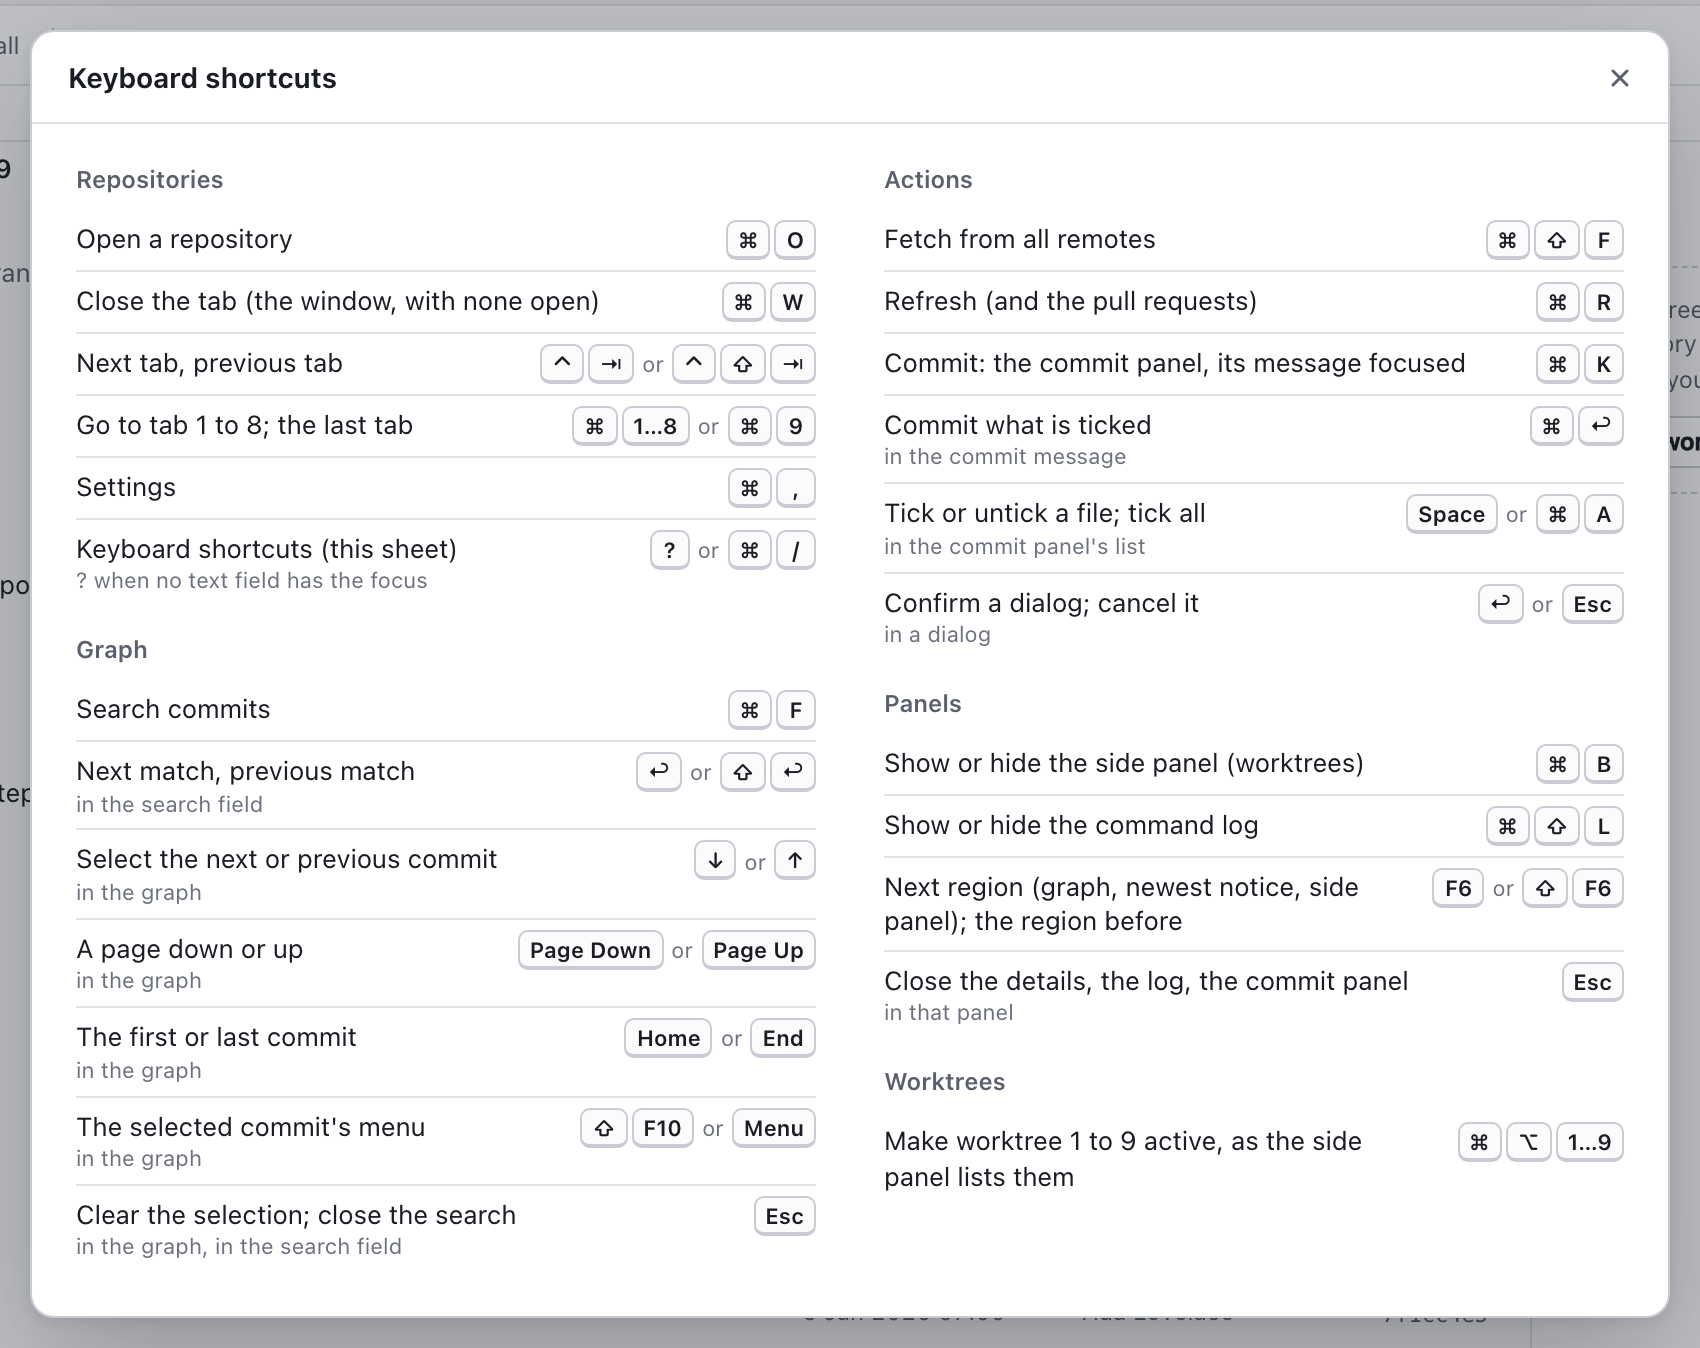 all
9
ran
po
tep
Keyboard shortcuts
Repositories
Open a repository ⌘ O
Close the tab (the window, with none open) ⌘ W
Next tab, previous tab ^ ⇥ or ^ ⇧ ⇥
Go to tab 1 to 8; the last tab ⌘ 1...8 or ⌘ 9
Settings ⌘ ,
Keyboard shortcuts (this sheet) ? or ⌘ /
? when no text field has the focus
Graph
Search commits ⌘ F
Next match, previous match ↩ or ⇧ ↩
in the search field
Select the next or previous commit ↓ or ↑
in the graph
A page down or up Page Down or Page Up
in the graph
The first or last commit Home or End
in the graph
The selected commit's menu ⇧ F10 or Menu
in the graph
Clear the selection; close the search Esc
in the graph, in the search field
Actions
Fetch from all remotes ⌘ ⇧ F
Refresh (and the pull requests) ⌘ R
Commit: the commit panel, its message focused ⌘ K
Commit what is ticked ⌘ ↩
in the commit message
Tick or untick a file; tick all Space or ⌘ A
in the commit panel's list
Confirm a dialog; cancel it ↩ or Esc
in a dialog
Panels
Show or hide the side panel (worktrees) ⌘ B
Show or hide the command log ⌘ ⇧ L
Next region (graph, newest notice, side F6 or ⇧ F6
panel); the region before
Close the details, the log, the commit panel Esc
in that panel
Worktrees
Make worktree 1 to 9 active, as the side ⌘ ⌥ 1...9
panel lists them
ree
ory
you
wor